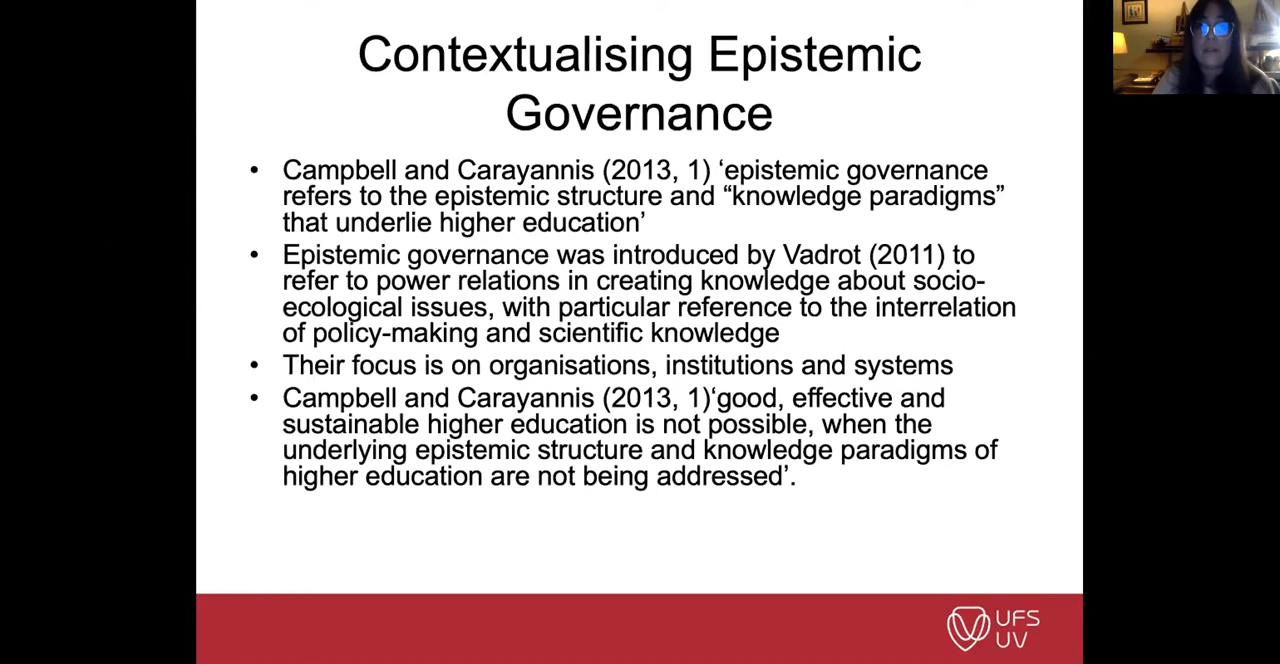 Contextualising Epistemic
Governance
• Campbell and Carayannis (2013, 1) ‘epistemic governance
refers to the epistemic structure and “knowledge paradigms”
that underlie higher education’
• Epistemic governance was introduced by Vadrot (2011) to
refer to power relations in creating knowledge about socio-
ecological issues, with particular reference to the interrelation
of policy-making and scientific knowledge
• Their focus is on organisations, institutions and systems
• Campbell and Carayannis (2013, 1)‘good, effective and
sustainable higher education is not possible, when the
underlying epistemic structure and knowledge paradigms of
higher education are not being addressed’.
UFS
UV